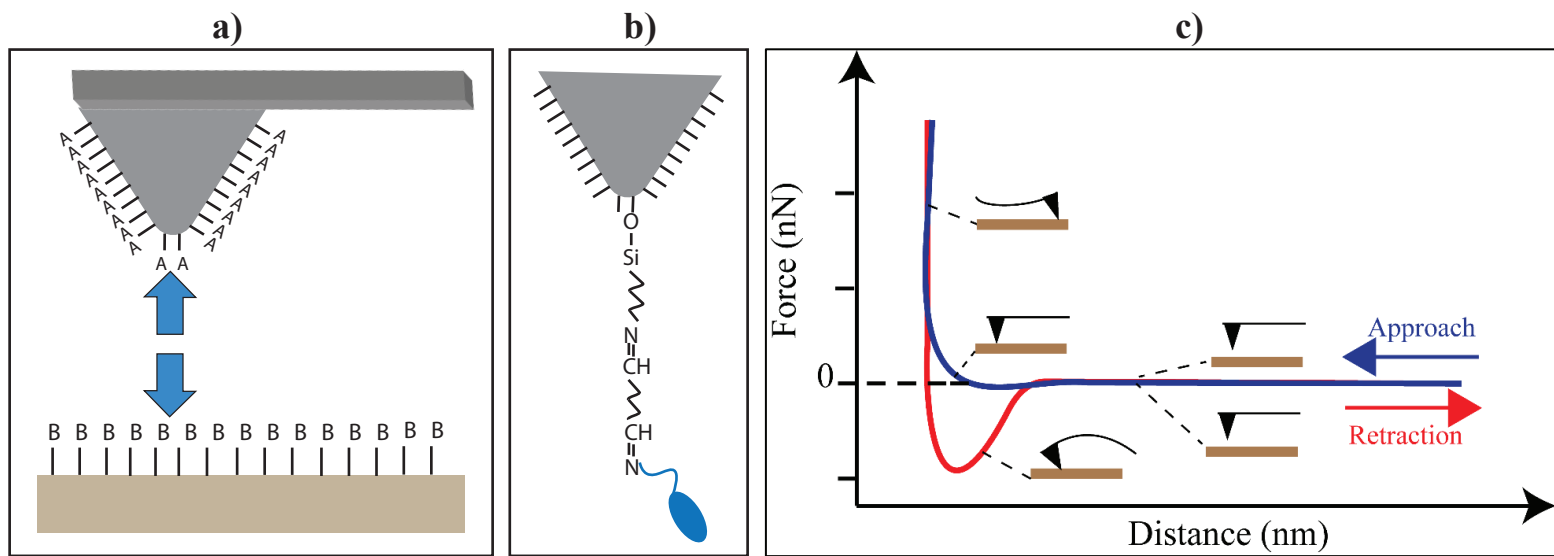 a)
A A A A A A A A A
A A A A A A A A A
A A
B B B B B B B B B B B B B B B
b)
O
Si
N
CH
CH
N
c)
Force (nN)
0
Approach
Retraction
Distance (nm)